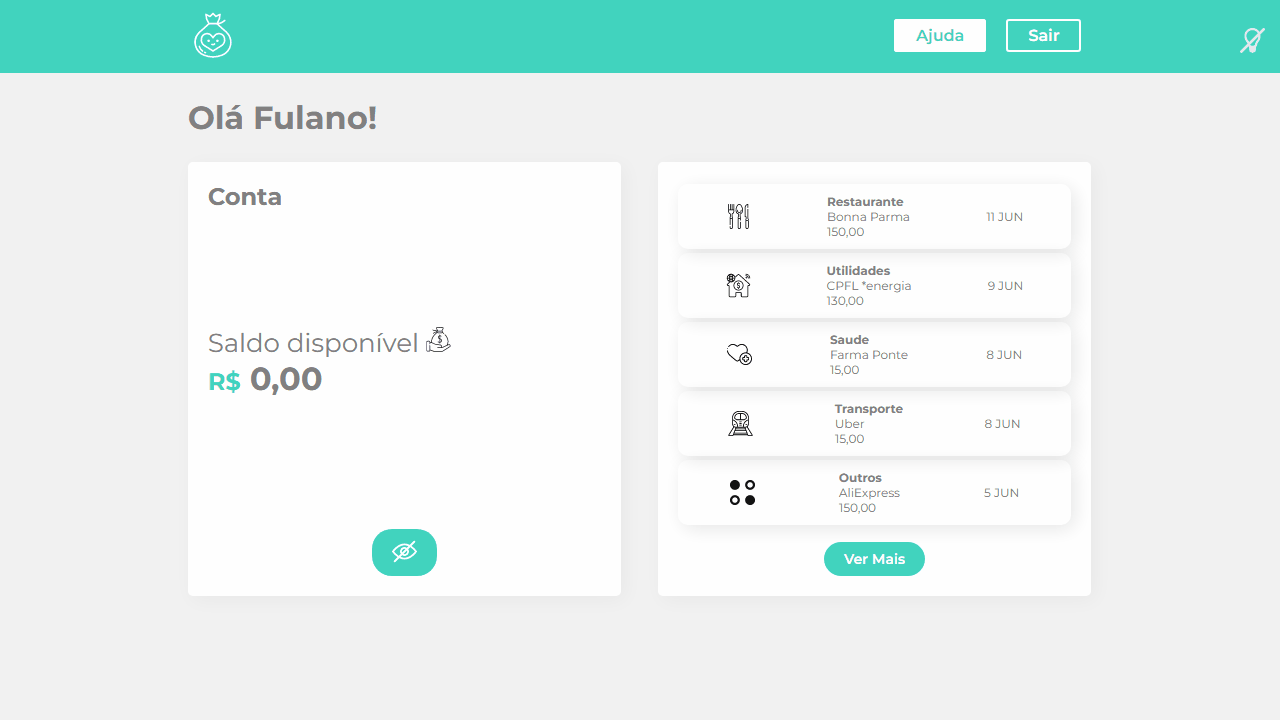 Ajuda
Sair
Olá Fulano!
Conta
Saldo disponível
R$ 0,00
Restaurante
Bonna Parma
150,00
11 JUN
Utilidades
CPFL *energia
130,00
9 JUN
Saude
Farma Ponte
15,00
8 JUN
Transporte
Uber
15,00
8 JUN
Outros
AliExpress
150,00
5 JUN
Ver Mais